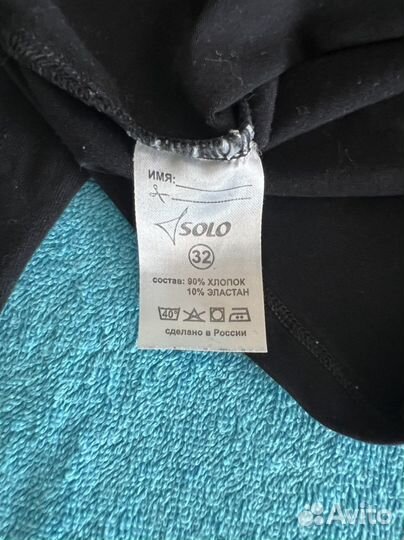 ИМЯ:
SOLO
32
состав: 90% ХЛОПОК
10% ЭЛАСТАН
40°
сделано в России
Avito